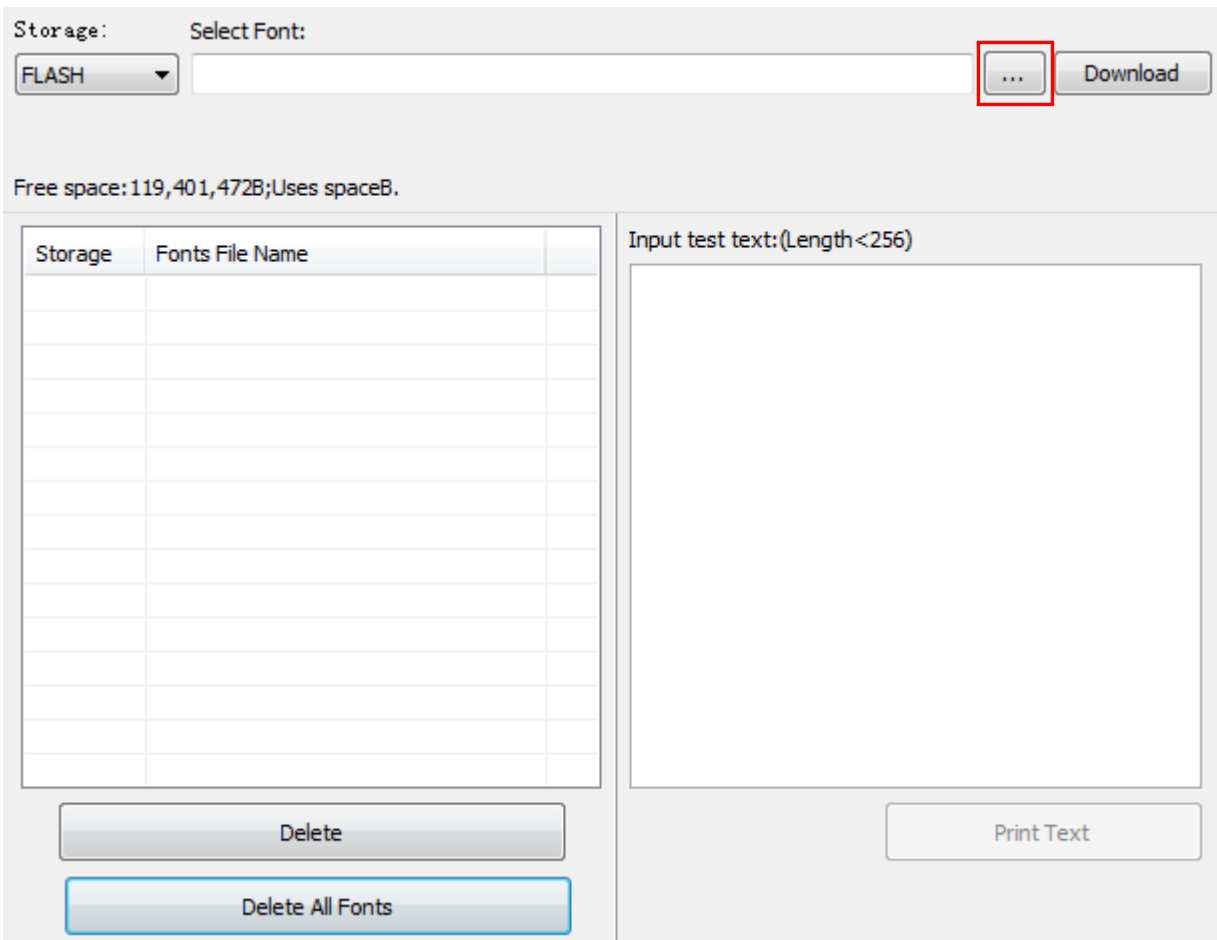 Storage: Select Font:
FLASH ... Download
Free space:119,401,472B;Uses spaceB.
Storage Fonts File Name
Input test text:(Length<256)
Delete
Print Text
Delete All Fonts